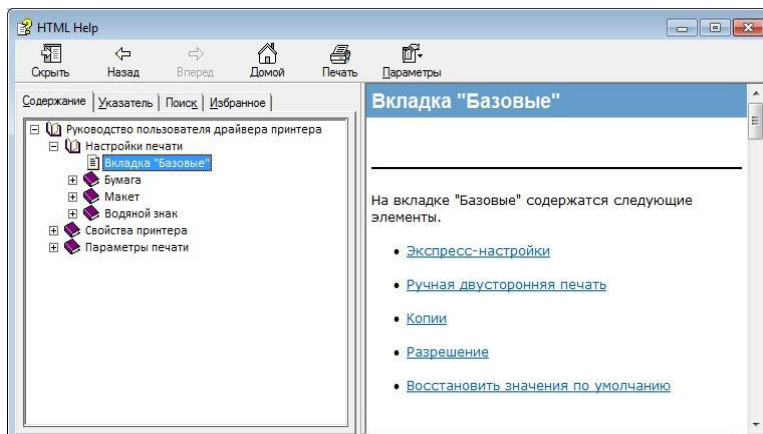 HTML Help
Скрыть Назад Вперед Домой Печать Параметры
Содержание Указатель Поиск Избранное
Руководство пользователя драйвера принтера
Настройки печати
Вкладка "Базовые"
Бумага
Макет
Водяной знак
Свойства принтера
Параметры печати
Вкладка "Базовые"
На вкладке "Базовые" содержатся следующие
элементы.
• Экспресс-настройки
• Ручная двусторонняя печать
• Копии
• Разрешение
• Восстановить значения по умолчанию